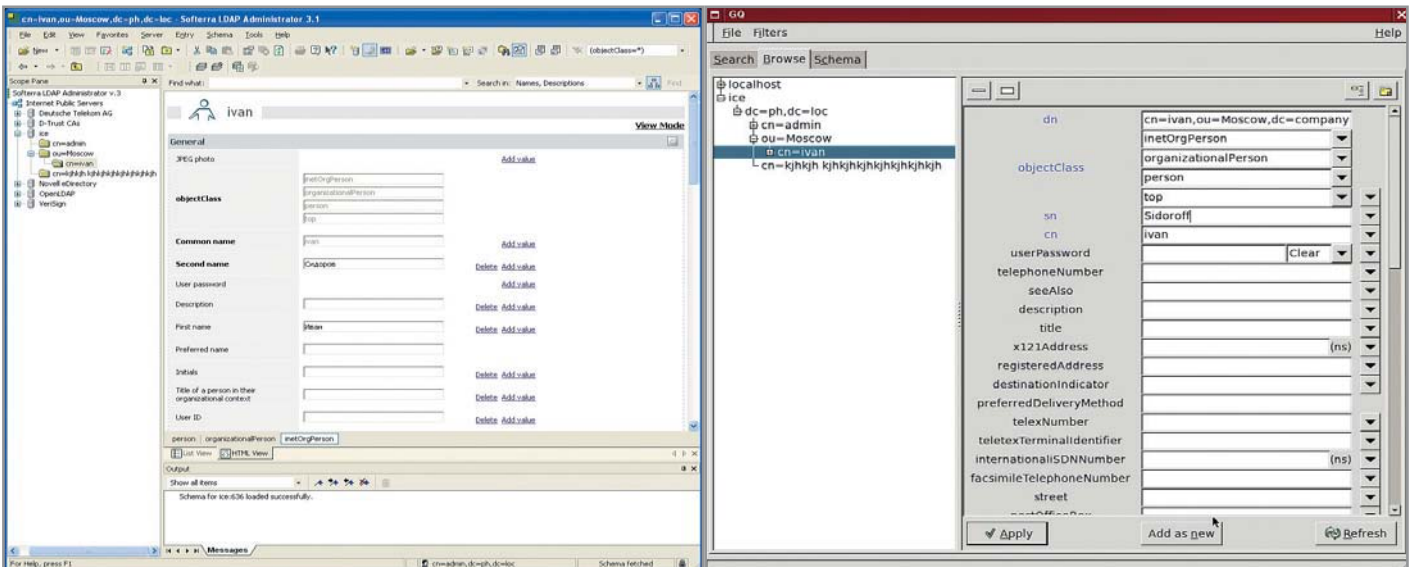 cn=ivan,ou=Moscow,dc=ph,dc=loc - Softerra LDAP Administrator 3.1
File Edit View Favorites Server Entry Schema Tools Help
New
(objectClass=*)
Scope Pane
Softerra LDAP Administrator v.3
Internet Public Servers
Deutsche Telekom AG
D-Trust CAs
ice
cn=admin
ou=Moscow
cn=ivan
cn=kjhkjh kjhkjhkjhkjhkjhkjhkjh
Novell eDirectory
OpenLDAP
VeriSign
Find what:
Search in: Names, Descriptions
Find
ivan
View Mode
General
JPEG photo Add value
objectClass
inetOrgPerson
organizationalPerson
person
top
Common name ivan Add value
Second name Сидоров Delete Add value
User password Add value
Description Delete Add value
First name Иван Delete Add value
Preferred name
Initials Delete Add value
Title of a person in their organizational context Delete Add value
User ID Delete Add value
person organizationalPerson inetOrgPerson
List View HTML View
Output
Show all items
Schema for ice:636 loaded successfully.
Messages
For Help, press F1
cn=admin,dc=ph,dc=loc
Schema fetched
GQ
File Filters Help
Search Browse Schema
localhost
ice
dc=ph,dc=loc
cn=admin
ou=Moscow
cn=ivan
cn=kjhkjh kjhkjhkjhkjhkjhkjhkjh
dn cn=ivan,ou=Moscow,dc=company
objectClass
inetOrgPerson
organizationalPerson
person
top
sn Sidoroff
cn ivan
userPassword Clear
telephoneNumber
seeAlso
description
title
x121Address (ns)
registeredAddress
destinationIndicator
preferredDeliveryMethod
telexNumber
teletexTerminalIdentifier
internationaliSDNNumber (ns)
facsimileTelephoneNumber
street
postOfficeBox
Apply Add as new Refresh